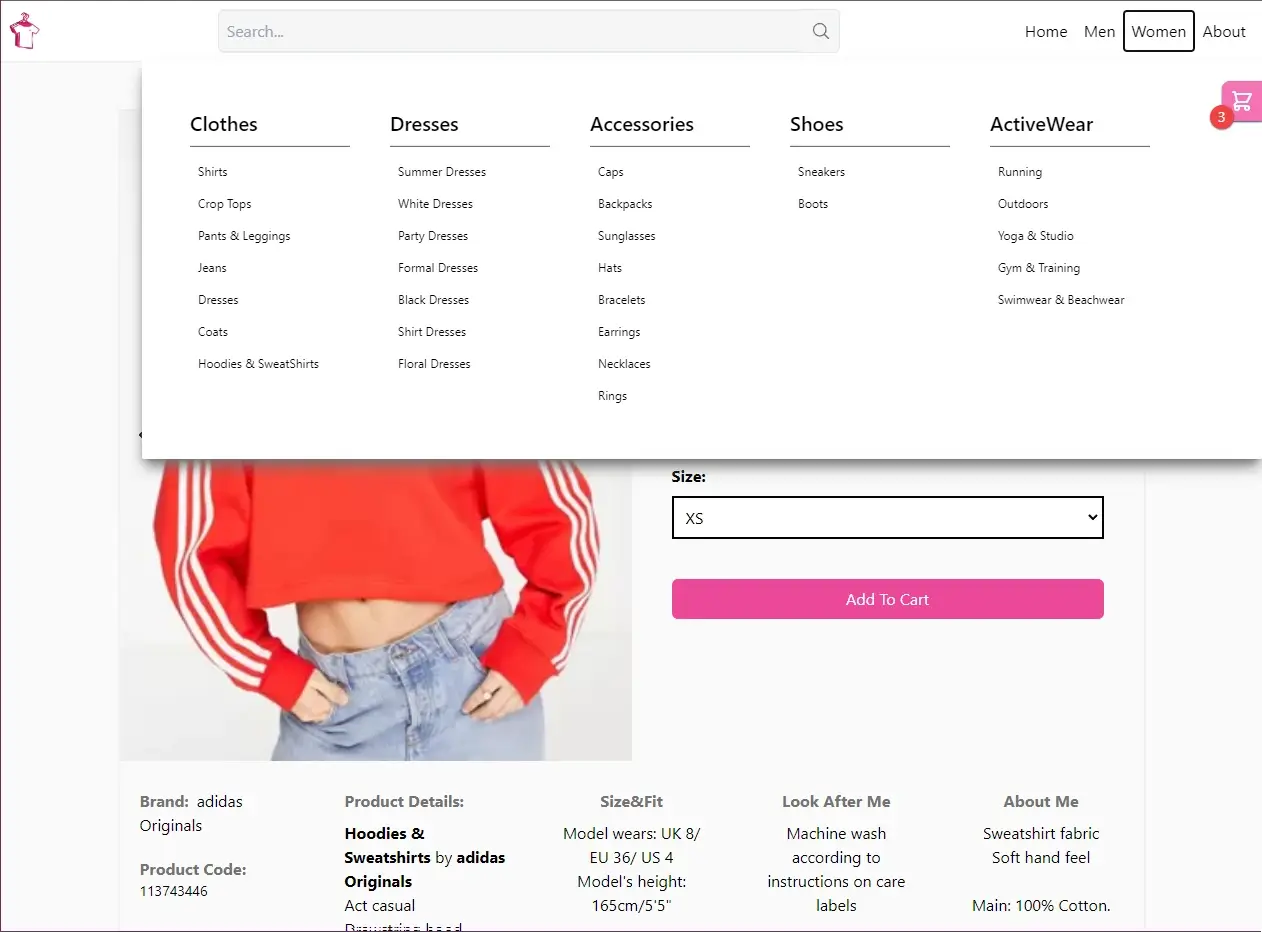 Search...
Home Men Women About
3
Clothes Dresses Accessories Shoes ActiveWear
Shirts Summer Dresses Caps Sneakers Running
Crop Tops White Dresses Backpacks Boots Outdoors
Pants & Leggings Party Dresses Sunglasses Yoga & Studio
Jeans Formal Dresses Hats Gym & Training
Dresses Black Dresses Bracelets Swimwear & Beachwear
Coats Shirt Dresses Earrings
Hoodies & SweatShirts Floral Dresses Necklaces
Rings
Size:
XS
Add To Cart
Brand: adidas
Originals
Product Code:
113743446
Product Details:
Hoodies &
Sweatshirts by adidas
Originals
Act casual
Drawstring hood
Size&Fit
Model wears: UK 8/
EU 36/ US 4
Model's height:
165cm/5'5"
Look After Me
Machine wash
according to
instructions on care
labels
About Me
Sweatshirt fabric
Soft hand feel
Main: 100% Cotton.